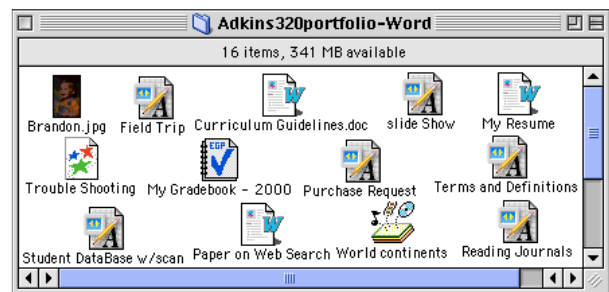 Adkins320portfolio-Word
16 items, 341 MB available
Brandon.jpg Field Trip Curriculum Guidelines.doc slide Show My Resume
EGP
Trouble Shooting My Gradebook - 2000 Purchase Request Terms and Definitions
Student DataBase w/scan Paper on Web Search World continents Reading Journals